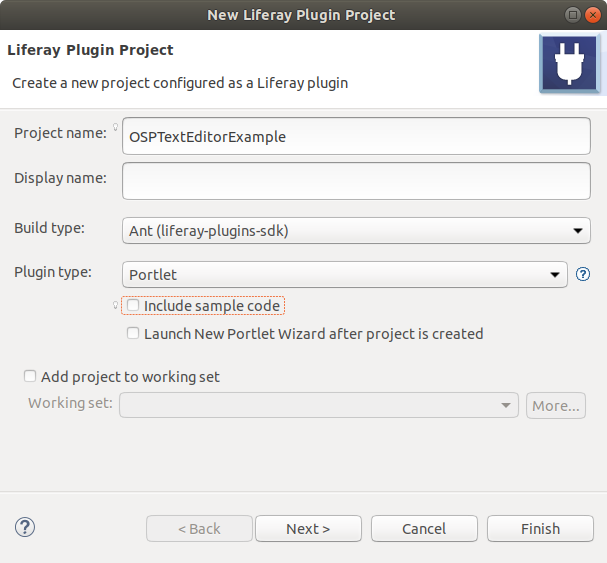 New Liferay Plugin Project
Liferay Plugin Project
Create a new project configured as a Liferay plugin
Project name: OSPTextEditorExample
Display name:
Build type: Ant (liferay-plugins-sdk)
Plugin type: Portlet ?
Include sample code
Launch New Portlet Wizard after project is created
Add project to working set
Working set: More...
? < Back Next > Cancel Finish